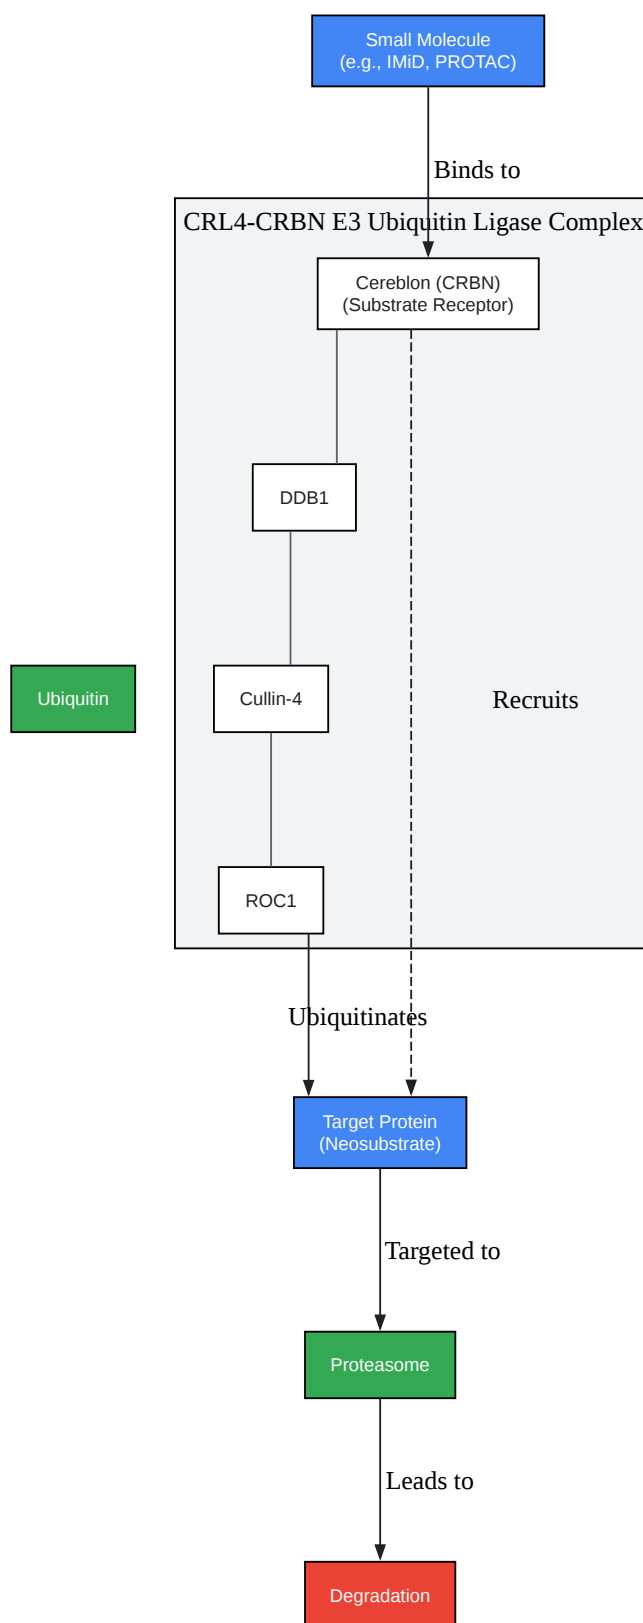 Small Molecule
(e.g., IMiD, PROTAC)
Binds to
CRL4-CRBN E3 Ubiquitin Ligase Complex
Cereblon (CRBN)
(Substrate Receptor)
DDB1
Ubiquitin
Cullin-4
Recruits
ROC1
Ubiquitinates
Target Protein
(Neosubstrate)
Targeted to
Proteasome
Leads to
Degradation